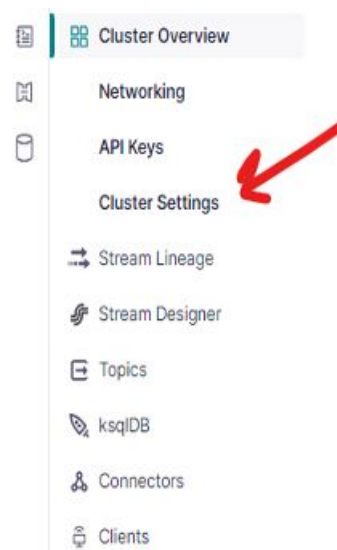 Cluster Overview
Networking
API Keys
Cluster Settings
Stream Lineage
Stream Designer
Topics
ksqlDB
Connectors
Clients